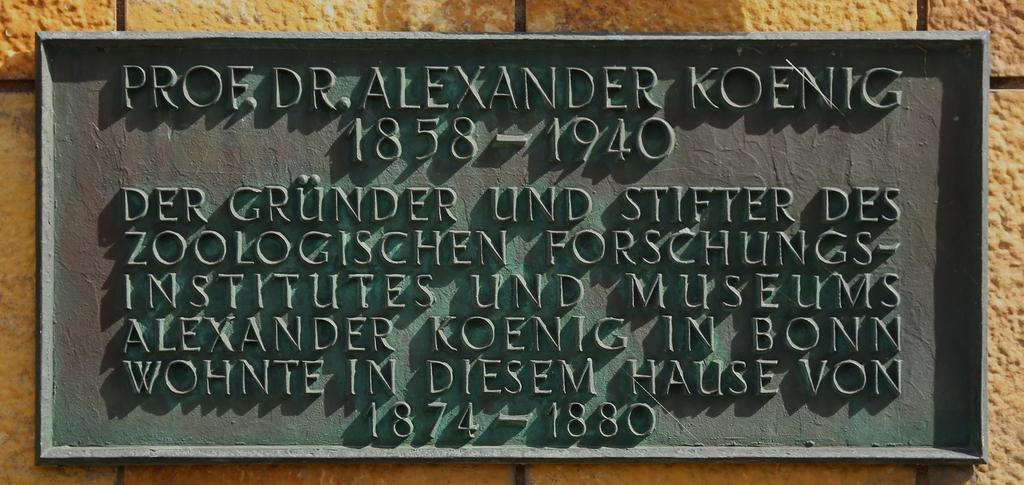 PROF. DR. ALEXANDER KOENIG
1858 – 1940
DER GRÜNDER UND STIFTER DES
ZOOLOGISCHEN FORSCHUNGS-
INSTITUTES UND MUSEUMS
ALEXANDER KOENIG IN BONN
WOHNTE IN DIESEM HAUSE VON
1874 – 1880